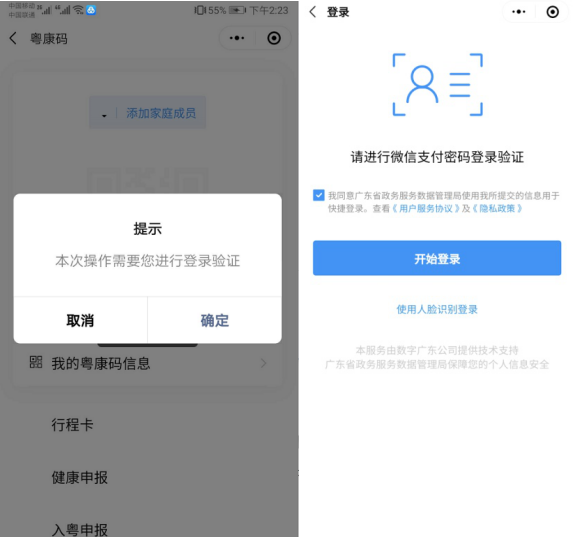 中国移动
中国联通
55%
下午2:23
粤康码
添加家庭成员
提示
本次操作需要您进行登录验证
取消
确定
我的粤康码信息
行程卡
健康申报
入粤申报
登录
请进行微信支付密码登录验证
我同意广东省政务服务数据管理局使用我所提交的信息用于
快捷登录。查看《用户服务协议》及《隐私政策》
开始登录
使用人脸识别登录
本服务由数字广东公司提供技术支持
广东省政务服务数据管理局保障您的个人信息安全